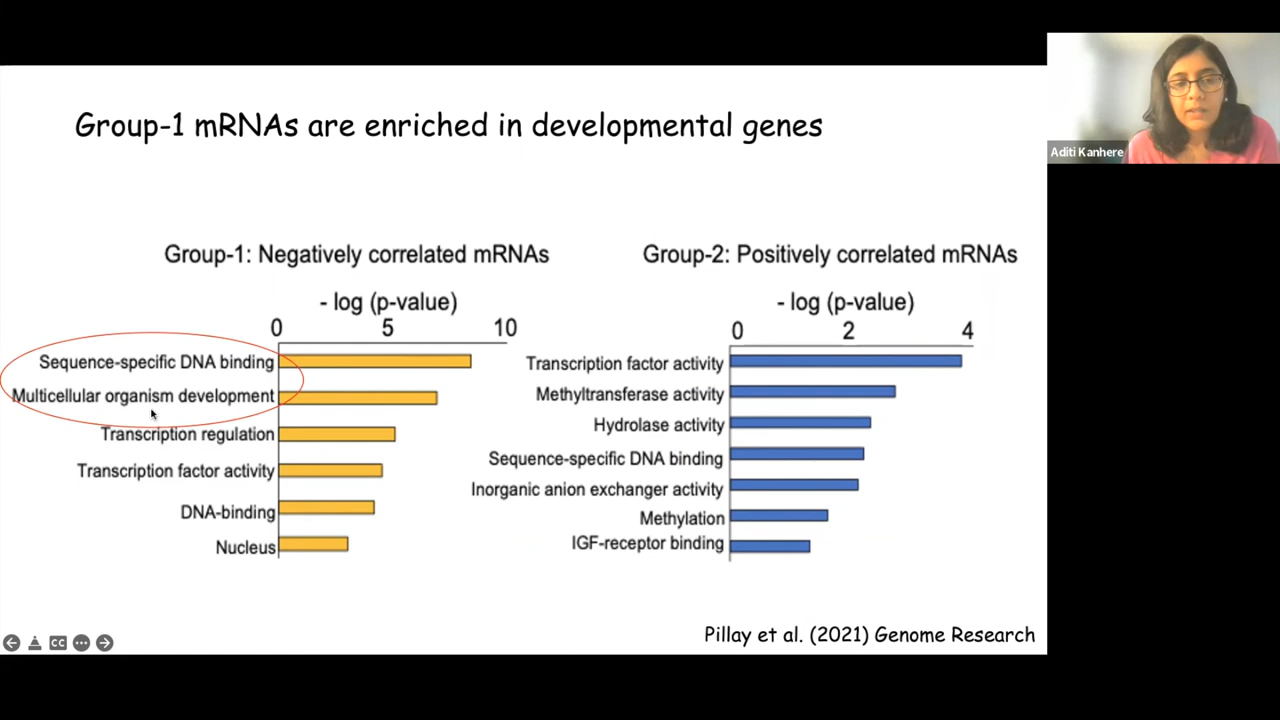 Group-1 mRNAs are enriched in developmental genes
Aditi Kanhere
Group-1: Negatively correlated mRNAs
- log (p-value)
0 5 10
Sequence-specific DNA binding
Multicellular organism development
Transcription regulation
Transcription factor activity
DNA-binding
Nucleus
Group-2: Positively correlated mRNAs
- log (p-value)
0 2 4
Transcription factor activity
Methyltransferase activity
Hydrolase activity
Sequence-specific DNA binding
Inorganic anion exchanger activity
Methylation
IGF-receptor binding
Pillay et al. (2021) Genome Research
CC